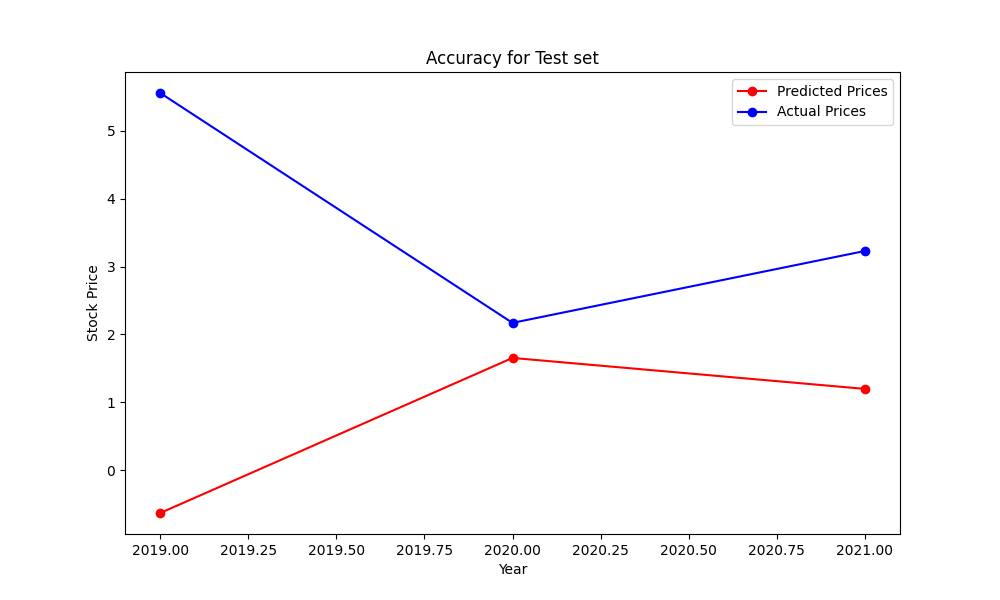 Accuracy for Test set
Predicted Prices
Actual Prices
Stock Price
5
4
3
2
1
0
2019.00 2019.25 2019.50 2019.75 2020.00 2020.25 2020.50 2020.75 2021.00
Year